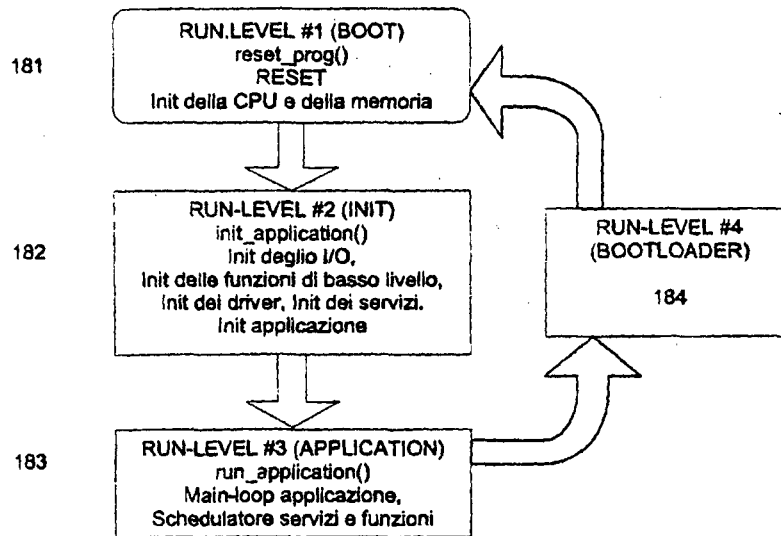 181
RUN.LEVEL #1 (BOOT)
reset_prog()
RESET
Init della CPU e della memoria
182
RUN-LEVEL #2 (INIT)
init_application()
Init deglio I/O,
Init delle funzioni di basso livello,
Init dei driver, Init dei servizi.
Init applicazione
RUN-LEVEL #4
(BOOTLOADER)
184
183
RUN-LEVEL #3 (APPLICATION)
run_application()
Main-loop applicazione,
Schedulatore servizi e funzioni